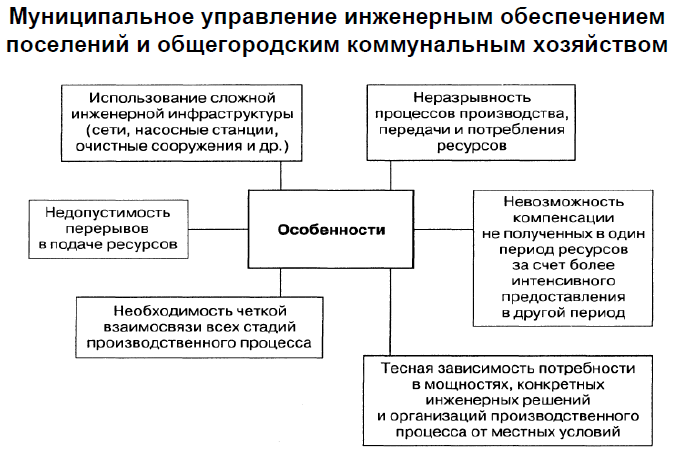 Муниципальное управление инженерным обеспечением
поселений и общегородским коммунальным хозяйством
Использование сложной
инженерной инфраструктуры
(сети, насосные станции,
очистные сооружения и др.)
Неразрывность
процессов производства,
передачи и потребления
ресурсов
Недопустимость
перерывов
в подаче ресурсов
Особенности
Невозможность
компенсации
не полученных в один
период ресурсов
за счет более
интенсивного
предоставления
в другой период
Необходимость четкой
взаимосвязи всех стадий
производственного процесса
Тесная зависимость потребности
в мощностях, конкретных
инженерных решений
и организаций производственного
процесса от местных условий